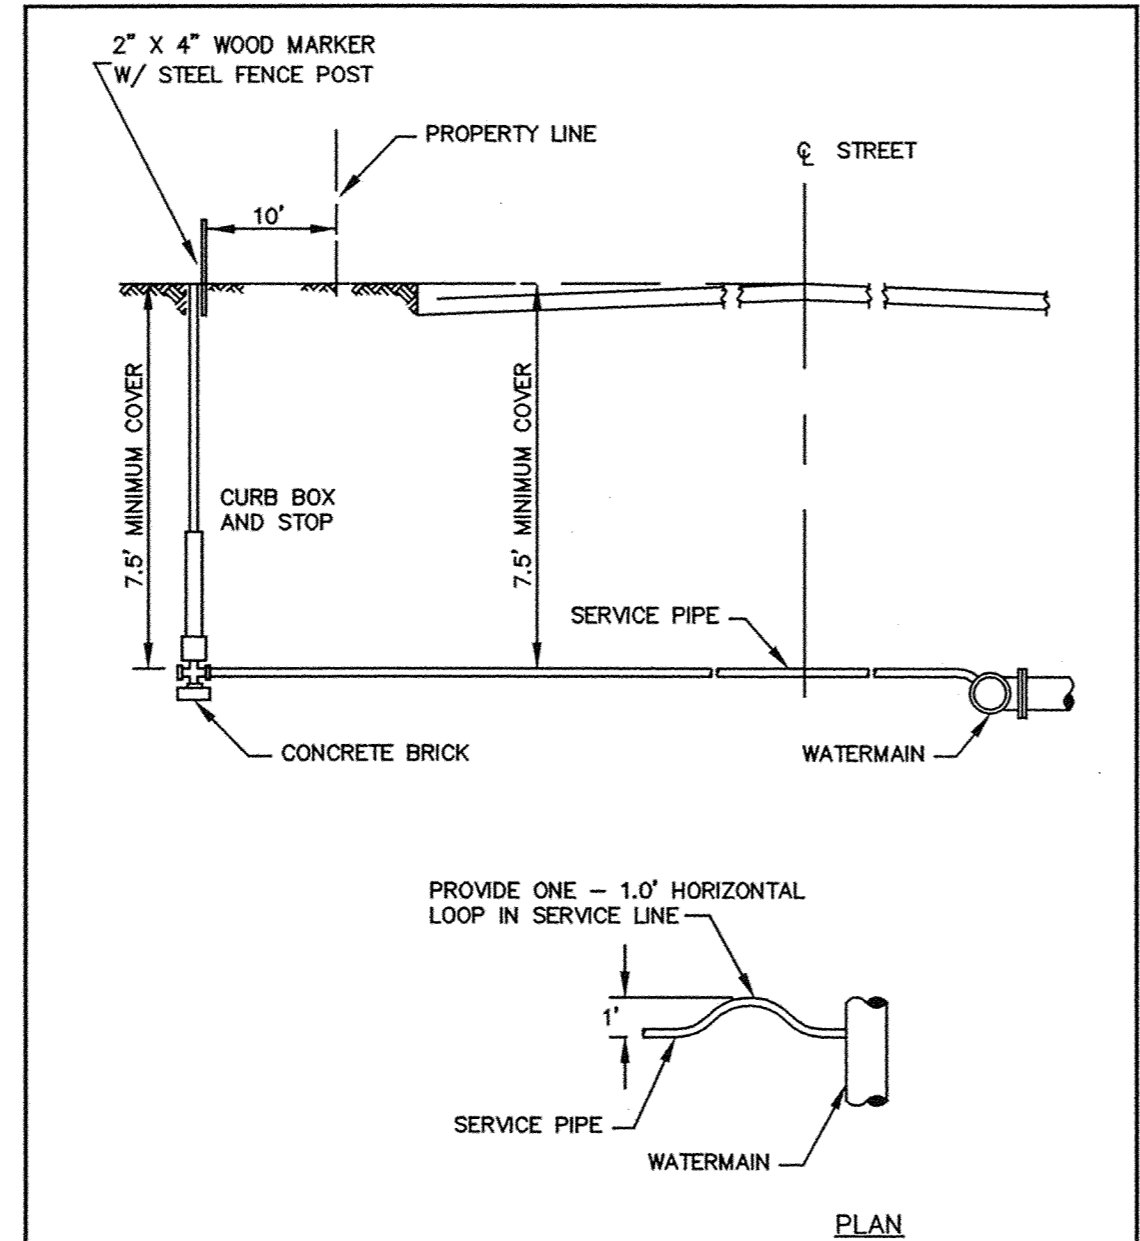 2" X 4" WOOD MARKER
W/ STEEL FENCE POST
PROPERTY LINE
℄ STREET
10'
7.5' MINIMUM COVER
CURB BOX
AND STOP
7.5' MINIMUM COVER
SERVICE PIPE
CONCRETE BRICK
WATERMAIN
PROVIDE ONE – 1.0' HORIZONTAL
LOOP IN SERVICE LINE
1'
SERVICE PIPE
WATERMAIN
PLAN